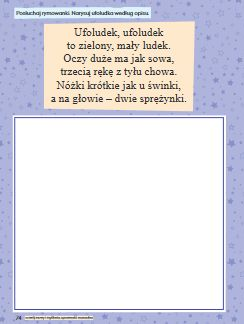 Posłuchaj rymowanki. Narysuj ufoludka według opisu.
Ufoludek, ufoludek
to zielony, mały ludek.
Oczy duże ma jak sowa,
trzecią rękę z tyłu chowa.
Nóżki krótkie jak u świnki,
a na głowie – dwie sprężynki.
74